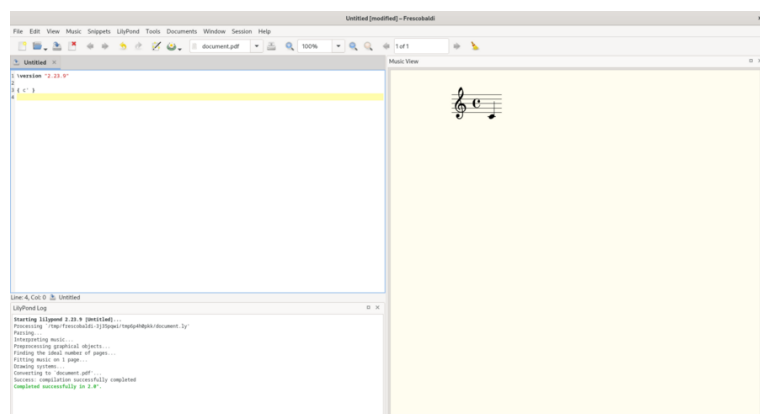 Untitled [modified] – Frescobaldi
File Edit View Music Snippets LilyPond Tools Documents Window Session Help
document.pdf 100% 1 of 1
Untitled
Music View
1 \version "2.23.9"
2
3 { c' }
4
Line: 4, Col: 0 Untitled
LilyPond Log
Starting lilypond 2.23.9 [Untitled]...
Parsing...
Interpreting music...
Preprocessing graphical objects...
Finding the ideal number of pages...
Fitting music on 1 page...
Drawing systems...
Converting to `document.pdf'...
Success: compilation successfully completed
Completed successfully in 2.0".